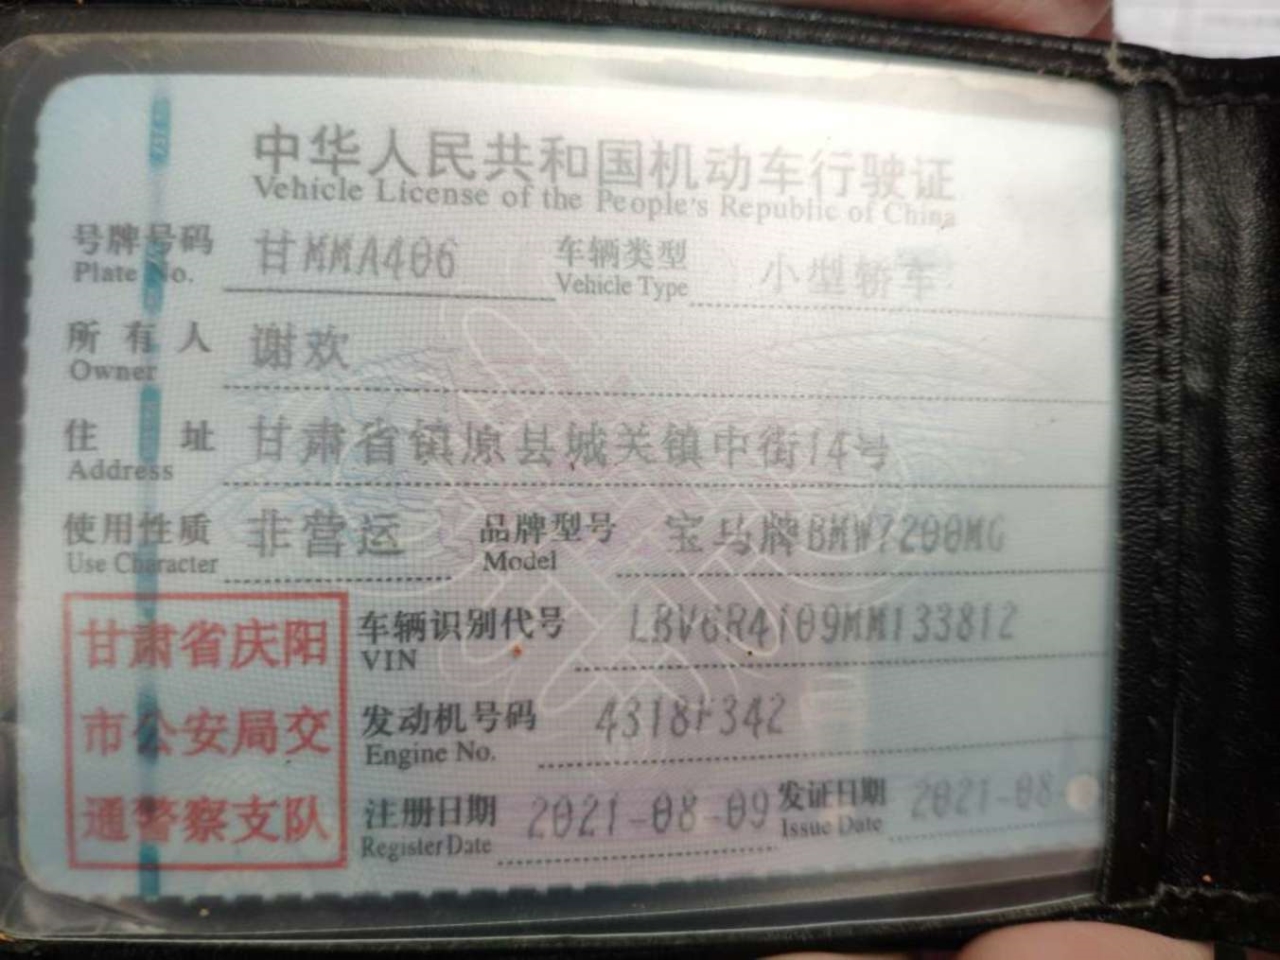 中华人民共和国机动车行驶证
Vehicle License of the People's Republic of China
号牌号码 甘MMA406 车辆类型 小型轿车
Plate No. Vehicle Type
所有人 谢欢
Owner
住址 甘肃省镇原县城关镇中街14号
Address
使用性质 非营运 品牌型号 宝马牌BMW7200MG
Use Character Model
甘肃省庆阳
市公安局交
通警察支队
车辆识别代号 LBV6R4109MM133812
VIN
发动机号码 4318F342
Engine No.
注册日期 2021-08-09 发证日期 2021-08-
Register Date Issue Date